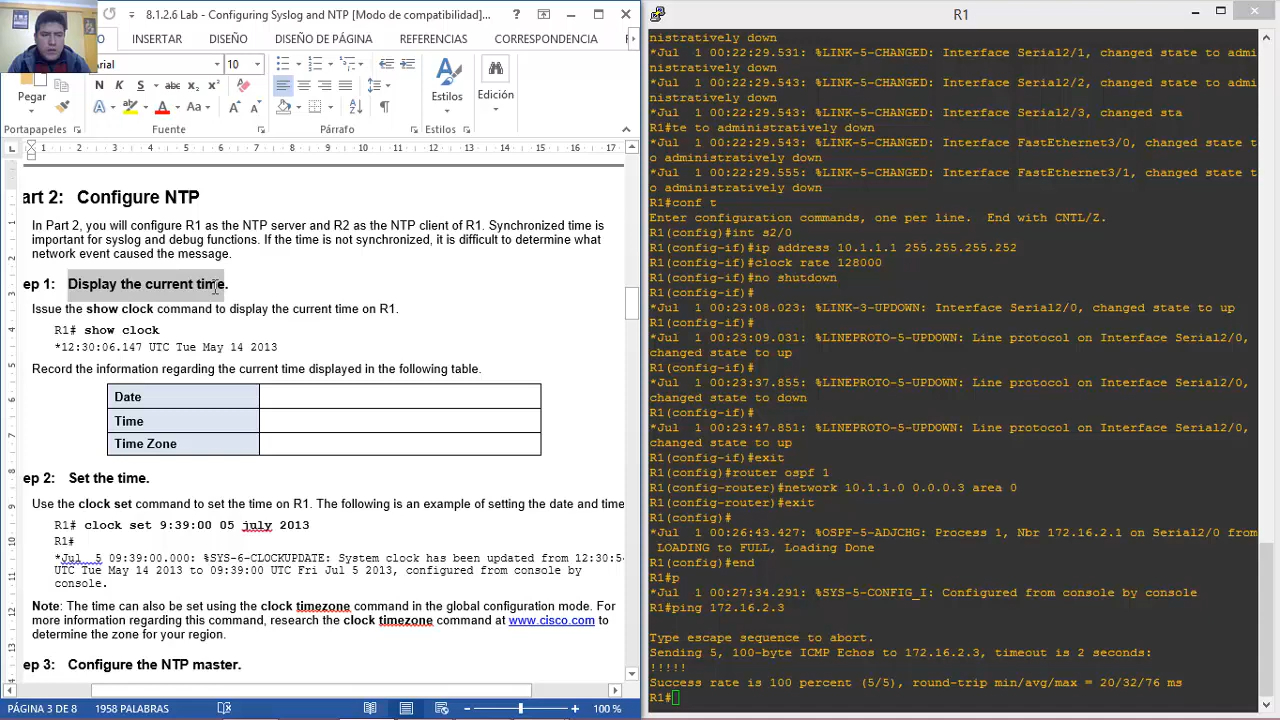 8.1.2.6 Lab - Configuring Syslog and NTP [Modo de compatibilidad]...
INSERTAR DISEÑO DISEÑO DE PÁGINA REFERENCIAS CORRESPONDENCIA
Arial 10
Pegar
N K S abc x₂ x²
Estilos Edición
Portapapeles Fuente Párrafo Estilos
1 2 3 4 5 6 7 8 9 10 11 12 13 14 15 16 17
art 2: Configure NTP
In Part 2, you will configure R1 as the NTP server and R2 as the NTP client of R1. Synchronized time is
important for syslog and debug functions. If the time is not synchronized, it is difficult to determine what
network event caused the message.
ep 1: Display the current time.
Issue the show clock command to display the current time on R1.
R1# show clock
*12:30:06.147 UTC Tue May 14 2013
Record the information regarding the current time displayed in the following table.
Date
Time
Time Zone
ep 2: Set the time.
Use the clock set command to set the time on R1. The following is an example of setting the date and time
R1# clock set 9:39:00 05 july 2013
R1#
*Jul  5 09:39:00.000: %SYS-6-CLOCKUPDATE: System clock has been updated from 12:30:5
UTC Tue May 14 2013 to 09:39:00 UTC Fri Jul 5 2013, configured from console by
console.
Note: The time can also be set using the clock timezone command in the global configuration mode. For
more information regarding this command, research the clock timezone command at www.cisco.com to
determine the zone for your region.
ep 3: Configure the NTP master.
PÁGINA 3 DE 8 1958 PALABRAS 100 %
R1
nistratively down
*Jul  1 00:22:29.531: %LINK-5-CHANGED: Interface Serial2/1, changed state to admi
nistratively down
*Jul  1 00:22:29.543: %LINK-5-CHANGED: Interface Serial2/2, changed state to admi
nistratively down
*Jul  1 00:22:29.543: %LINK-5-CHANGED: Interface Serial2/3, changed sta
R1#te to administratively down
*Jul  1 00:22:29.543: %LINK-5-CHANGED: Interface FastEthernet3/0, changed state t
o administratively down
*Jul  1 00:22:29.555: %LINK-5-CHANGED: Interface FastEthernet3/1, changed state t
o administratively down
R1#conf t
Enter configuration commands, one per line.  End with CNTL/Z.
R1(config)#int s2/0
R1(config-if)#ip address 10.1.1.1 255.255.255.252
R1(config-if)#clock rate 128000
R1(config-if)#no shutdown
R1(config-if)#
*Jul  1 00:23:08.023: %LINK-3-UPDOWN: Interface Serial2/0, changed state to up
R1(config-if)#
*Jul  1 00:23:09.031: %LINEPROTO-5-UPDOWN: Line protocol on Interface Serial2/0,
changed state to up
R1(config-if)#
*Jul  1 00:23:37.855: %LINEPROTO-5-UPDOWN: Line protocol on Interface Serial2/0,
changed state to down
R1(config-if)#
*Jul  1 00:23:47.851: %LINEPROTO-5-UPDOWN: Line protocol on Interface Serial2/0,
changed state to up
R1(config-if)#exit
R1(config)#router ospf 1
R1(config-router)#network 10.1.1.0 0.0.0.3 area 0
R1(config-router)#exit
R1(config)#
*Jul  1 00:26:43.427: %OSPF-5-ADJCHG: Process 1, Nbr 172.16.2.1 on Serial2/0 from
LOADING to FULL, Loading Done
R1(config)#end
R1#p
*Jul  1 00:27:34.291: %SYS-5-CONFIG_I: Configured from console by console
R1#ping 172.16.2.3
Type escape sequence to abort.
Sending 5, 100-byte ICMP Echos to 172.16.2.3, timeout is 2 seconds:
!!!!!
Success rate is 100 percent (5/5), round-trip min/avg/max = 20/32/76 ms
R1#